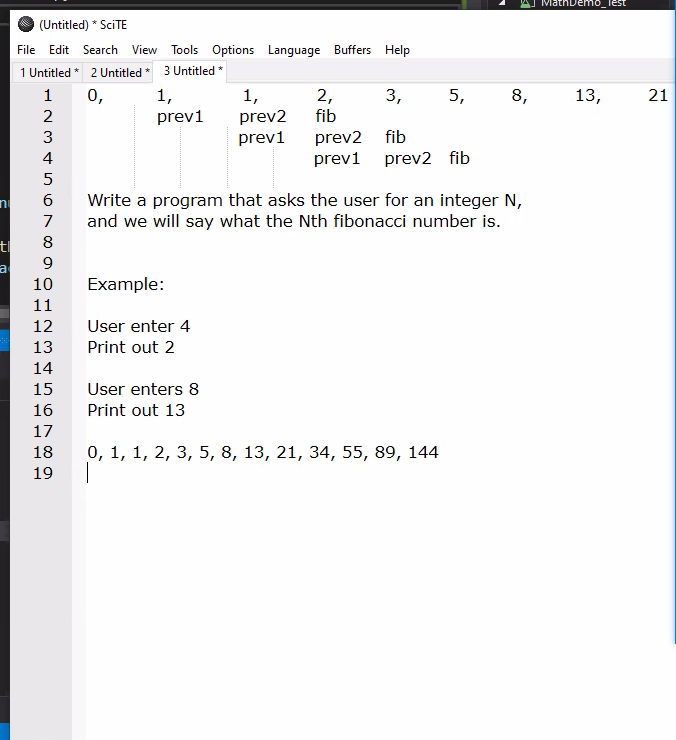 MathDemo_Test
(Untitled) * SciTE
File Edit Search View Tools Options Language Buffers Help
1 Untitled * 2 Untitled * 3 Untitled *
1 0, 1, 1, 2, 3, 5, 8, 13, 21
2 prev1 prev2 fib
3 prev1 prev2 fib
4 prev1 prev2 fib
5
6 Write a program that asks the user for an integer N,
7 and we will say what the Nth fibonacci number is.
8
9
10 Example:
11
12 User enter 4
13 Print out 2
14
15 User enters 8
16 Print out 13
17
18 0, 1, 1, 2, 3, 5, 8, 13, 21, 34, 55, 89, 144
19